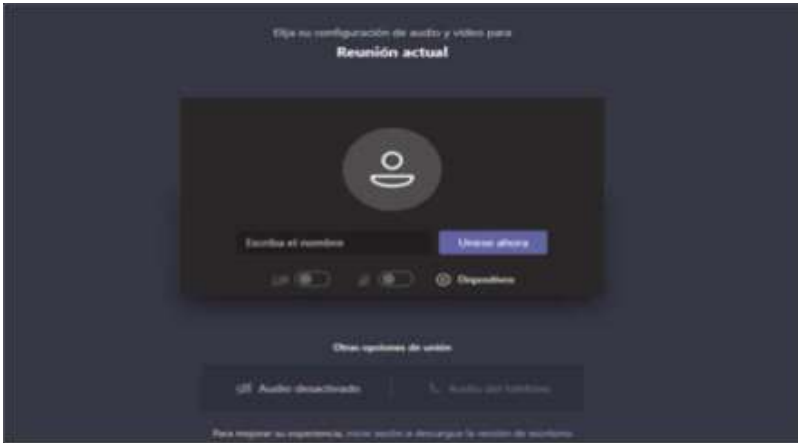 Elija su configuración de audio y vídeo para
Reunión actual
Escriba el nombre
Unirse ahora
Dispositivos
Otras opciones de unión
Audio desactivado
Audio del teléfono
Para mejorar su experiencia, inicie sesión o descargue la versión de escritorio